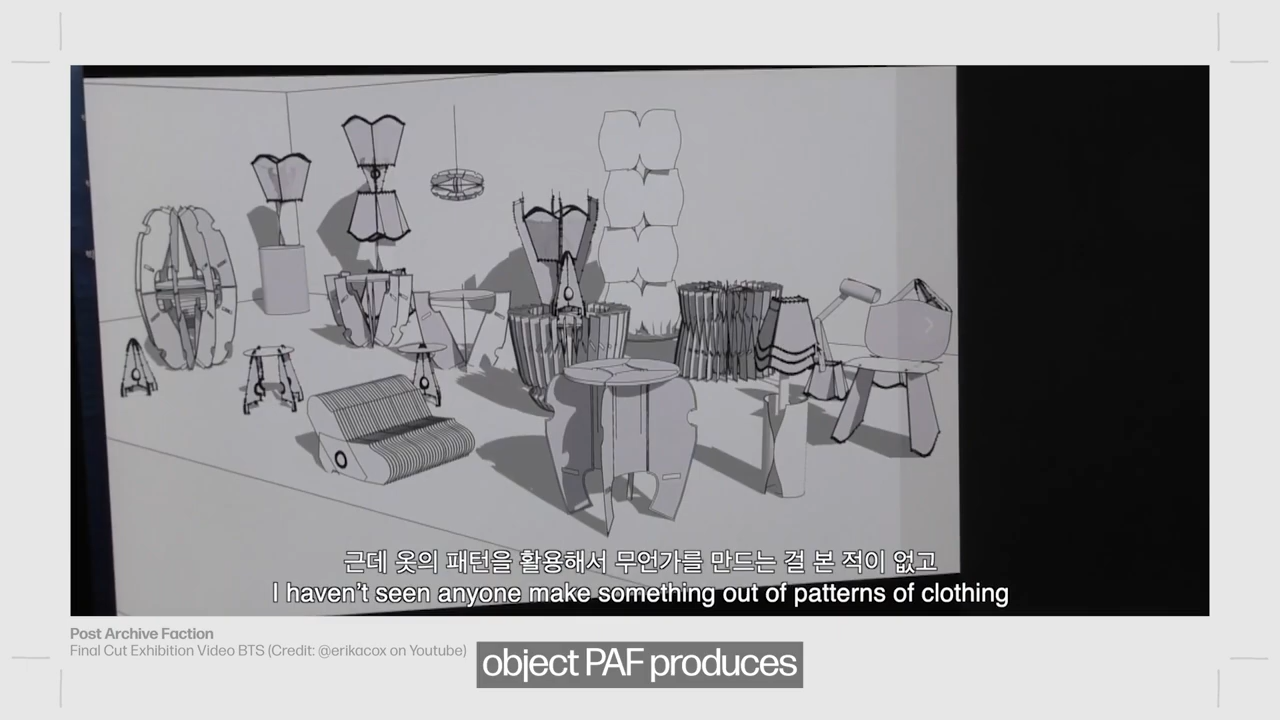 근데 옷의 패턴을 활용해서 무언가를 만드는 걸 본 적이 없고
I haven't seen anyone make something out of patterns of clothing
Post Archive Faction
Final Cut Exhibition Video BTS (Credit: @erikacox on Youtube)
object PAF produces